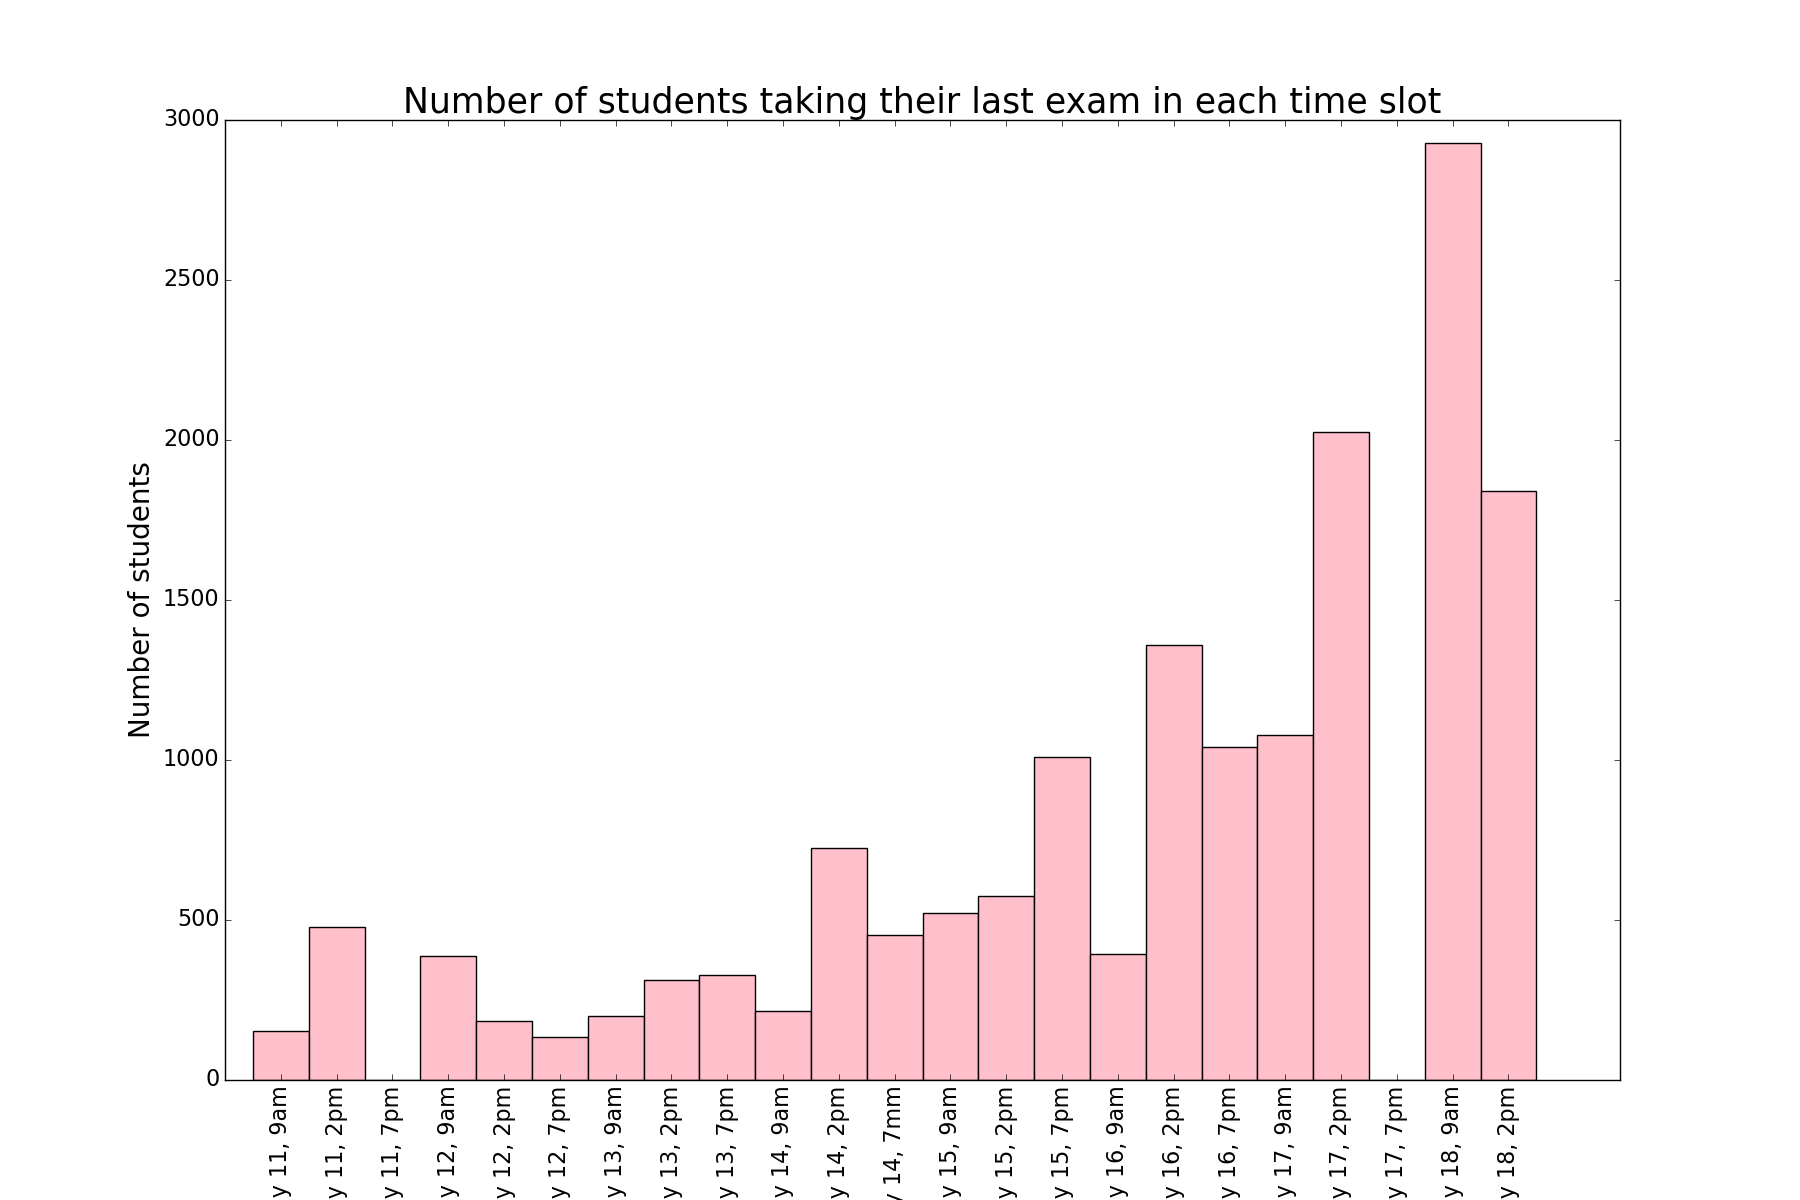 Number of students taking their last exam in each time slot
3000
2500
2000
1500
1000
500
0
Number of students
y 11, 9am
y 11, 2pm
y 11, 7pm
y 12, 9am
y 12, 2pm
y 12, 7pm
y 13, 9am
y 13, 2pm
y 13, 7pm
y 14, 9am
y 14, 2pm
y 14, 7mm
y 15, 9am
y 15, 2pm
y 15, 7pm
y 16, 9am
y 16, 2pm
y 16, 7pm
y 17, 9am
y 17, 2pm
y 17, 7pm
y 18, 9am
y 18, 2pm